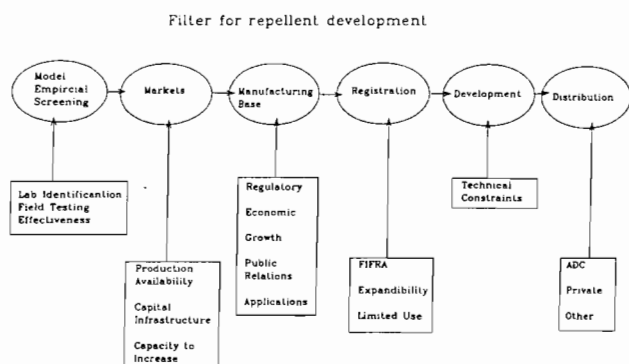 Filter for repellent development
Model
Empircial
Screening
Markets
Manufacturing
Base
Registration
Development
Distribution
Lab Identificantion
Field Testing
Effectiveness
Production
Availability
Capital
Infrastructure
Capacity to
Increase
Regulatory
Economic
Growth
Public
Relations
Applications
FIFRA
Expandibility
Limited Use
Technical
Constraints
ADC
Private
Other